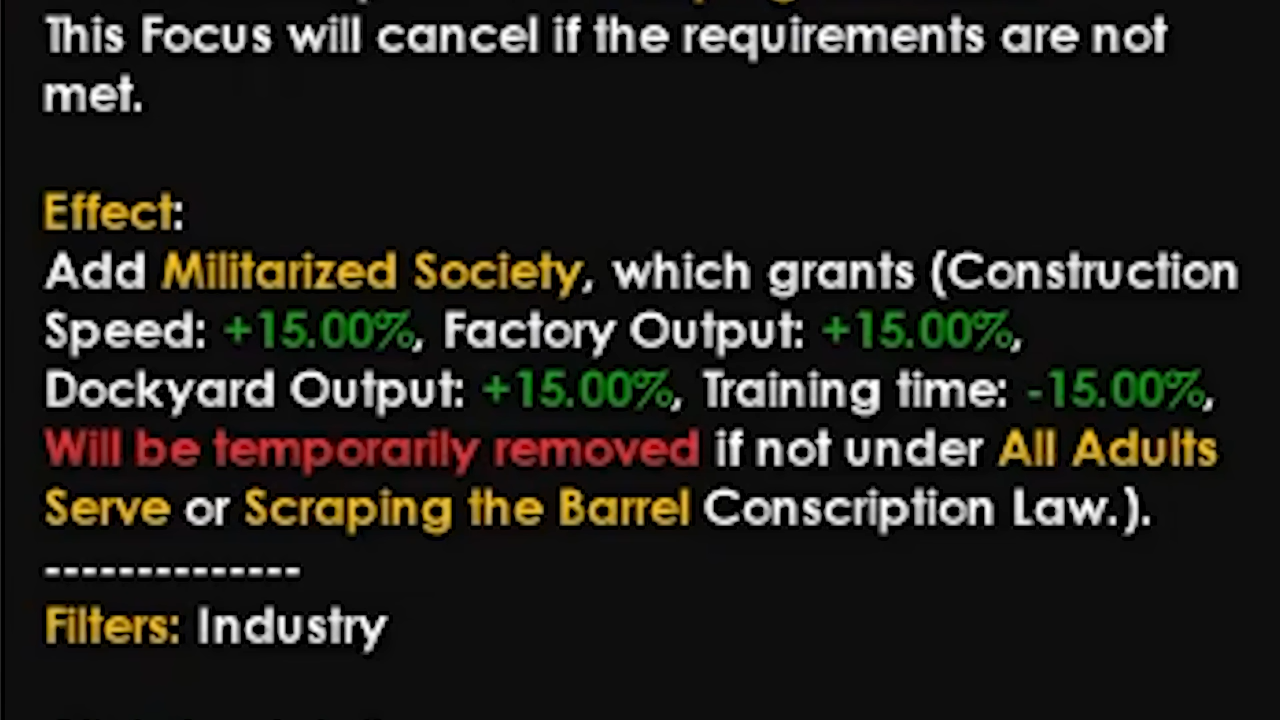 This Focus will cancel if the requirements are not
met.
Effect:
Add Militarized Society, which grants (Construction
Speed: +15.00%, Factory Output: +15.00%,
Dockyard Output: +15.00%, Training time: -15.00%,
Will be temporarily removed if not under All Adults
Serve or Scraping the Barrel Conscription Law.).
--------------
Filters: Industry